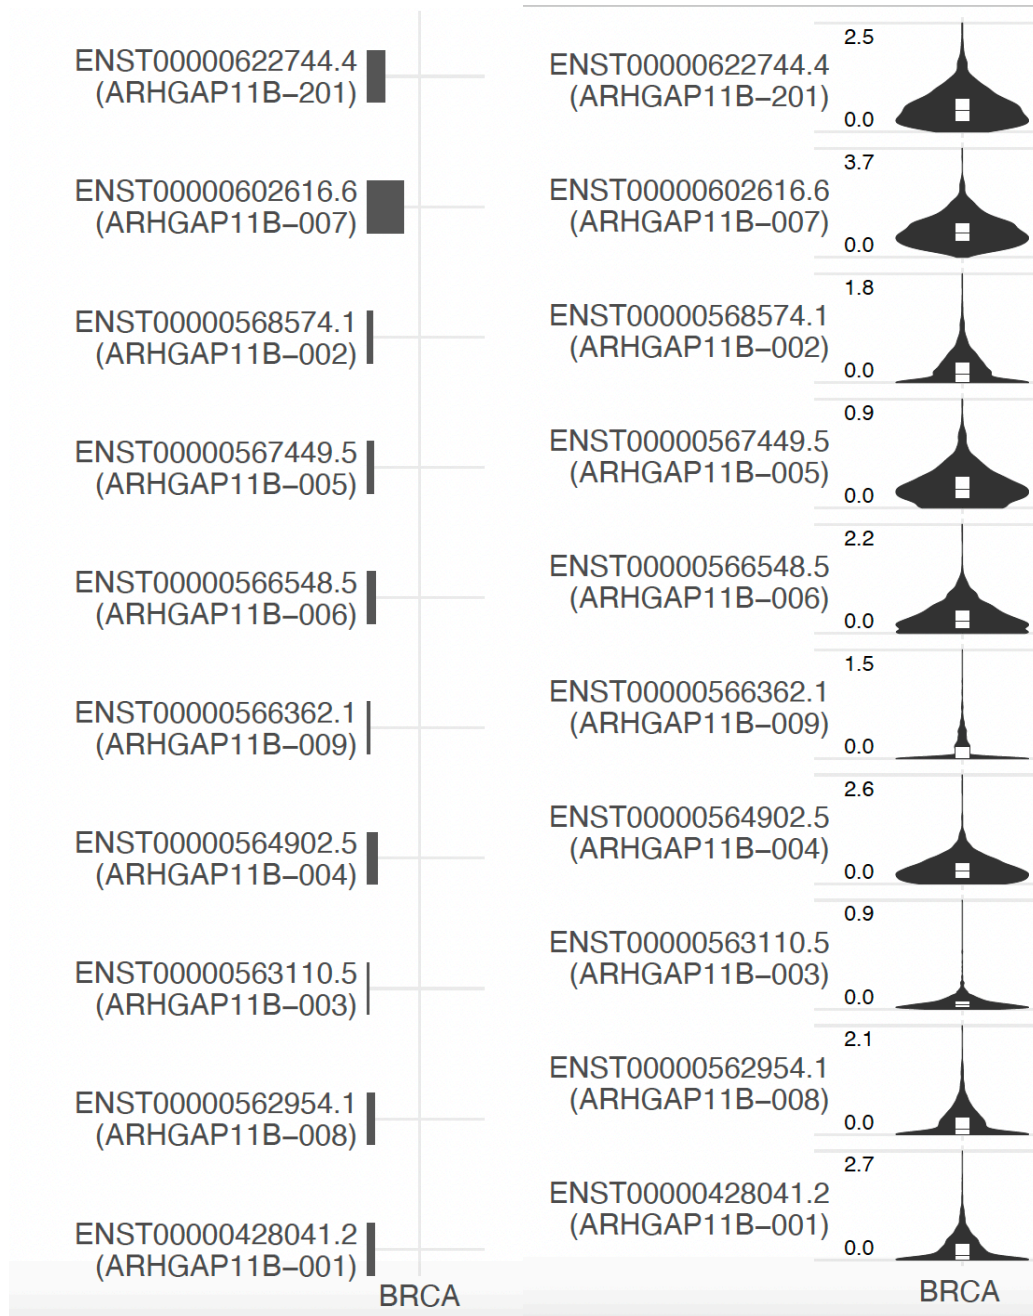 ENST00000622744.4
(ARHGAP11B−201)
ENST00000602616.6
(ARHGAP11B−007)
ENST00000568574.1
(ARHGAP11B−002)
ENST00000567449.5
(ARHGAP11B−005)
ENST00000566548.5
(ARHGAP11B−006)
ENST00000566362.1
(ARHGAP11B−009)
ENST00000564902.5
(ARHGAP11B−004)
ENST00000563110.5
(ARHGAP11B−003)
ENST00000562954.1
(ARHGAP11B−008)
ENST00000428041.2
(ARHGAP11B−001)
BRCA
2.5
ENST00000622744.4
(ARHGAP11B−201)
0.0
3.7
ENST00000602616.6
(ARHGAP11B−007)
0.0
1.8
ENST00000568574.1
(ARHGAP11B−002)
0.0
0.9
ENST00000567449.5
(ARHGAP11B−005)
0.0
2.2
ENST00000566548.5
(ARHGAP11B−006)
0.0
1.5
ENST00000566362.1
(ARHGAP11B−009)
0.0
2.6
ENST00000564902.5
(ARHGAP11B−004)
0.0
0.9
ENST00000563110.5
(ARHGAP11B−003)
0.0
2.1
ENST00000562954.1
(ARHGAP11B−008)
0.0
2.7
ENST00000428041.2
(ARHGAP11B−001)
0.0
BRCA